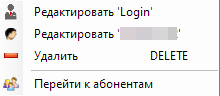 Редактировать 'Login'
Редактировать '
Удалить DELETE
Перейти к абонентам